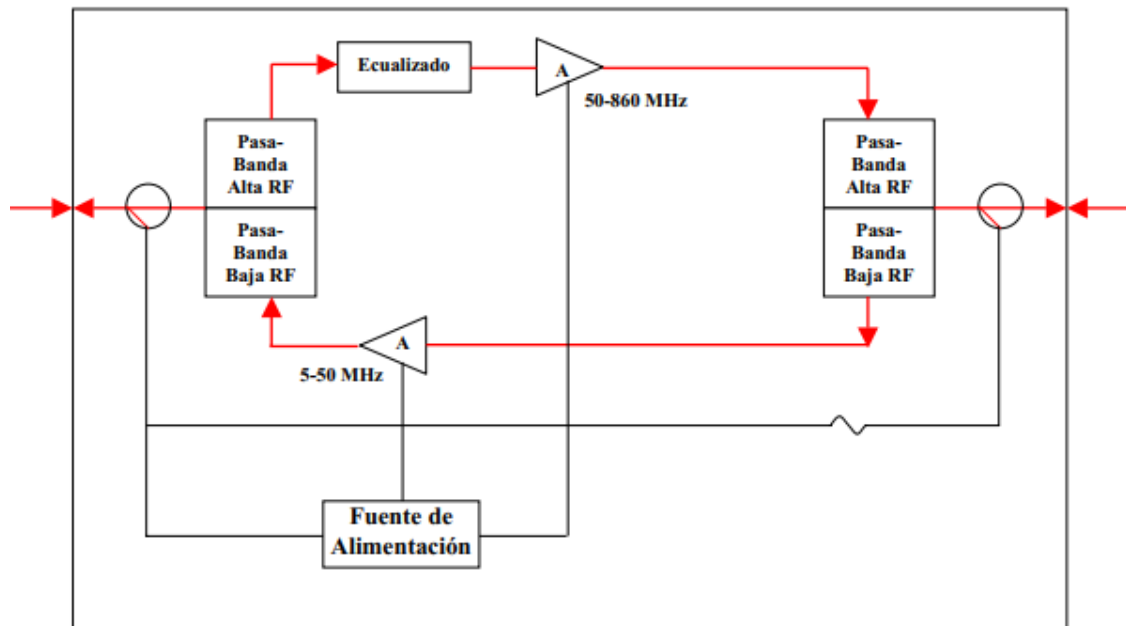 Ecualizado
A
50-860 MHz
Pasa-
Banda
Alta RF
Pasa-
Banda
Baja RF
Pasa-
Banda
Alta RF
Pasa-
Banda
Baja RF
A
5-50 MHz
Fuente de
Alimentación